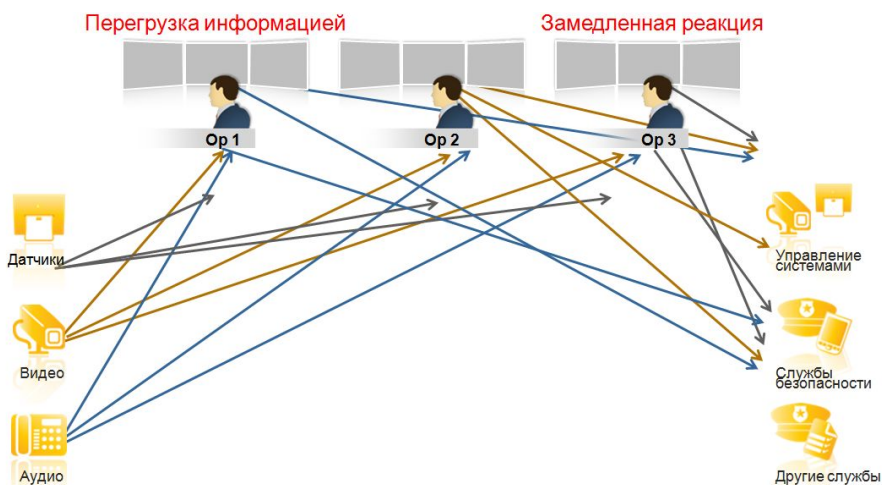 Перегрузка информацией
Замедленная реакция
Op 1
Op 2
Op 3
Датчики
Видео
Аудио
Управление
системами
Службы
безопасности
Другие службы